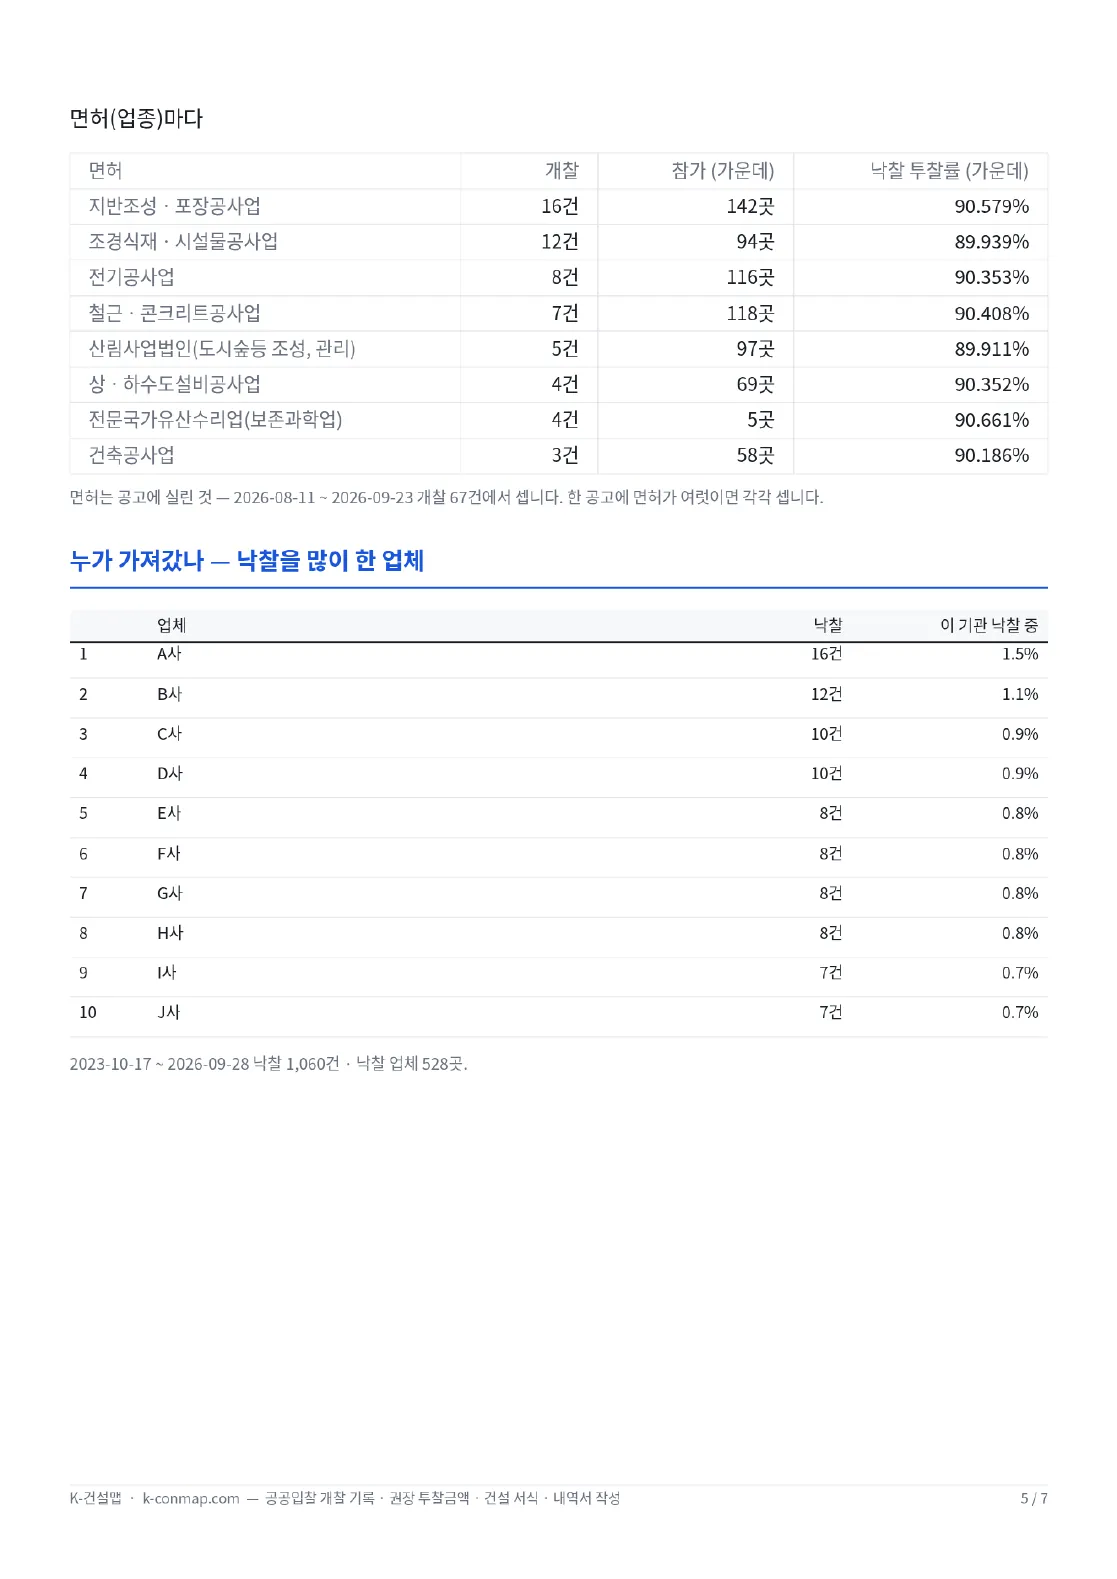 면허(업종)마다
면허 개찰 참가 (가운데) 낙찰 투찰률 (가운데)
지반조성 · 포장공사업 16건 142곳 90.579%
조경식재 · 시설물공사업 12건 94곳 89.939%
전기공사업 8건 116곳 90.353%
철근 · 콘크리트공사업 7건 118곳 90.408%
산림사업법인(도시숲등 조성, 관리) 5건 97곳 89.911%
상 · 하수도설비공사업 4건 69곳 90.352%
전문국가유산수리업(보존과학업) 4건 5곳 90.661%
건축공사업 3건 58곳 90.186%
면허는 공고에 실린 것 — 2026-08-11 ~ 2026-09-23 개찰 67건에서 셉니다. 한 공고에 면허가 여럿이면 각각 셉니다.
누가 가져갔나 — 낙찰을 많이 한 업체
업체 낙찰 이 기관 낙찰 중
1 A사 16건 1.5%
2 B사 12건 1.1%
3 C사 10건 0.9%
4 D사 10건 0.9%
5 E사 8건 0.8%
6 F사 8건 0.8%
7 G사 8건 0.8%
8 H사 8건 0.8%
9 I사 7건 0.7%
10 J사 7건 0.7%
2023-10-17 ~ 2026-09-28 낙찰 1,060건 · 낙찰 업체 528곳.
K-건설맵 · k-conmap.com — 공공입찰 개찰 기록 · 권장 투찰금액 · 건설 서식 · 내역서 작성 5 / 7